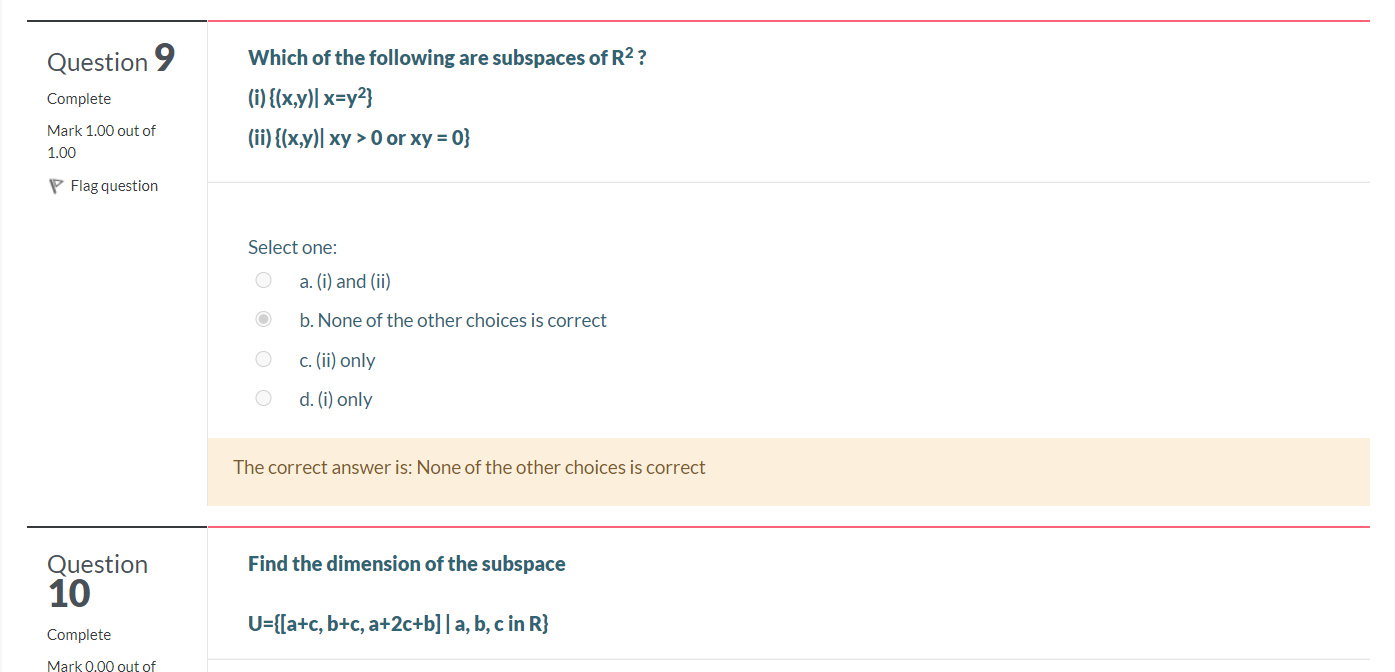 Question 9
Complete
Mark 1.00 out of
1.00
Flag question
Which of the following are subspaces of R² ?
(i) {(x,y)| x=y²}
(ii) {(x,y)| xy > 0 or xy = 0}
Select one:
a. (i) and (ii)
b. None of the other choices is correct
c. (ii) only
d. (i) only
The correct answer is: None of the other choices is correct
Question
10
Complete
Mark 0.00 out of
Find the dimension of the subspace
U={[a+c, b+c, a+2c+b] | a, b, c in R}